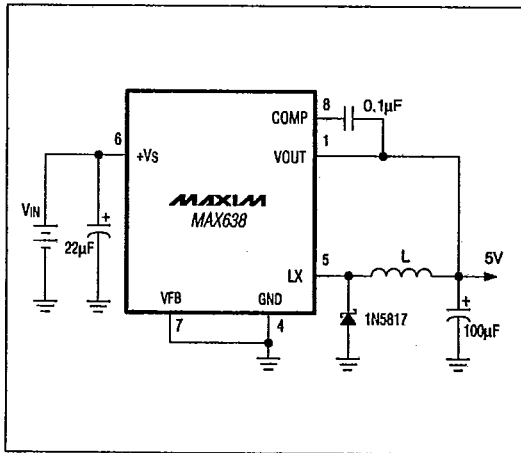 8
0.1µF
COMP
6
1
+VS
VOUT
MAXIM
MAX638
VIN
22µF
+
5
L
5V
LX
+
VFB
GND
1N5817
100µF
7
4